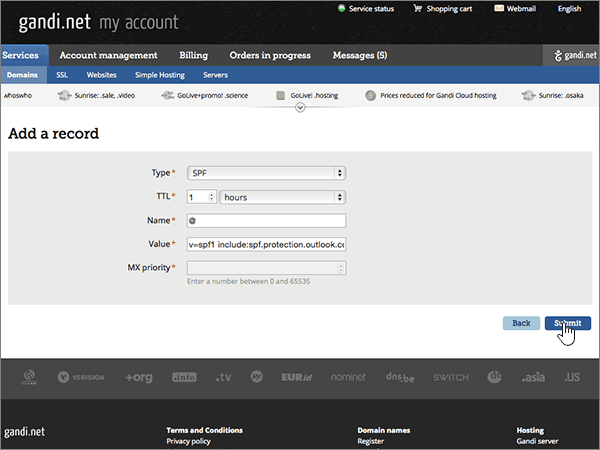 gandi.net my account
Service status Shopping cart Webmail English
Services Account management Billing Orders in progress Messages (5) gandi.net
Domains SSL Websites Simple Hosting Servers
whoswho Sunrise: .sale, .video GoLive+promo! .science GoLive! .hosting Prices reduced for Gandi Cloud hosting Sunrise: .osaka
Add a record
Type* SPF
TTL* 1 hours
Name* @
Value* v=spf1 include:spf.protection.outlook.co
MX priority*
Enter a number between 0 and 65535
Back Submit
VERISIGN +org .info .tv EURid nominet dns.be SWITCH .asia .US
gandi.net
Terms and Conditions Domain names Hosting
Privacy policy Register Gandi server